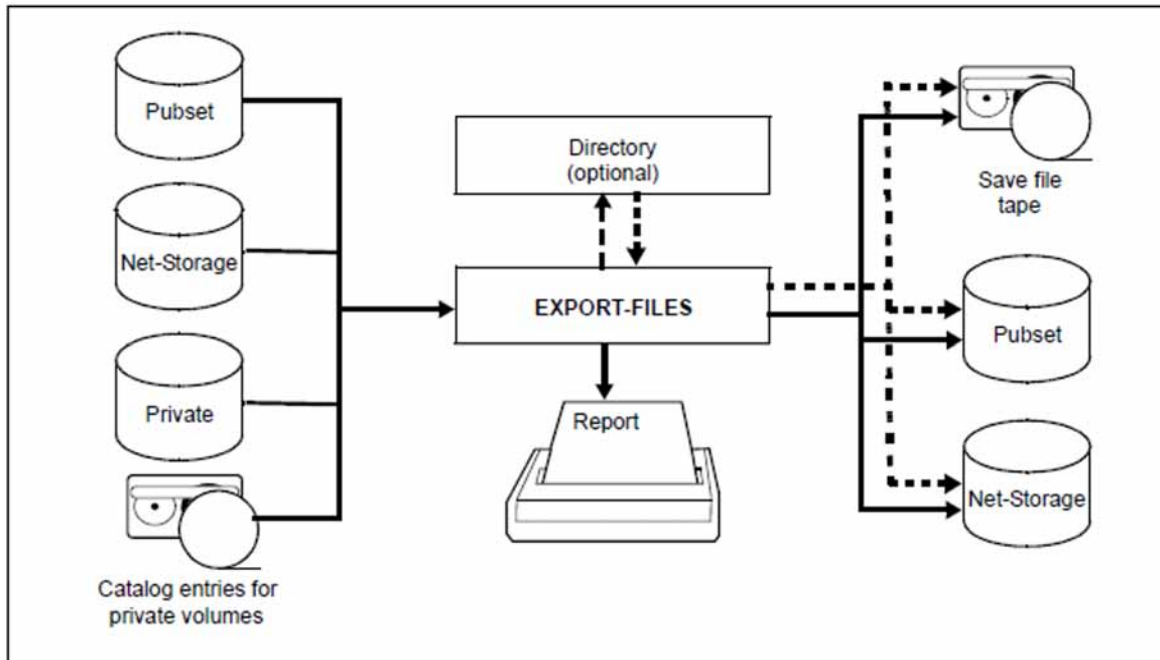 Pubset
Net-Storage
Private
Catalog entries for
private volumes
Directory
(optional)
EXPORT-FILES
Report
Save file
tape
Pubset
Net-Storage